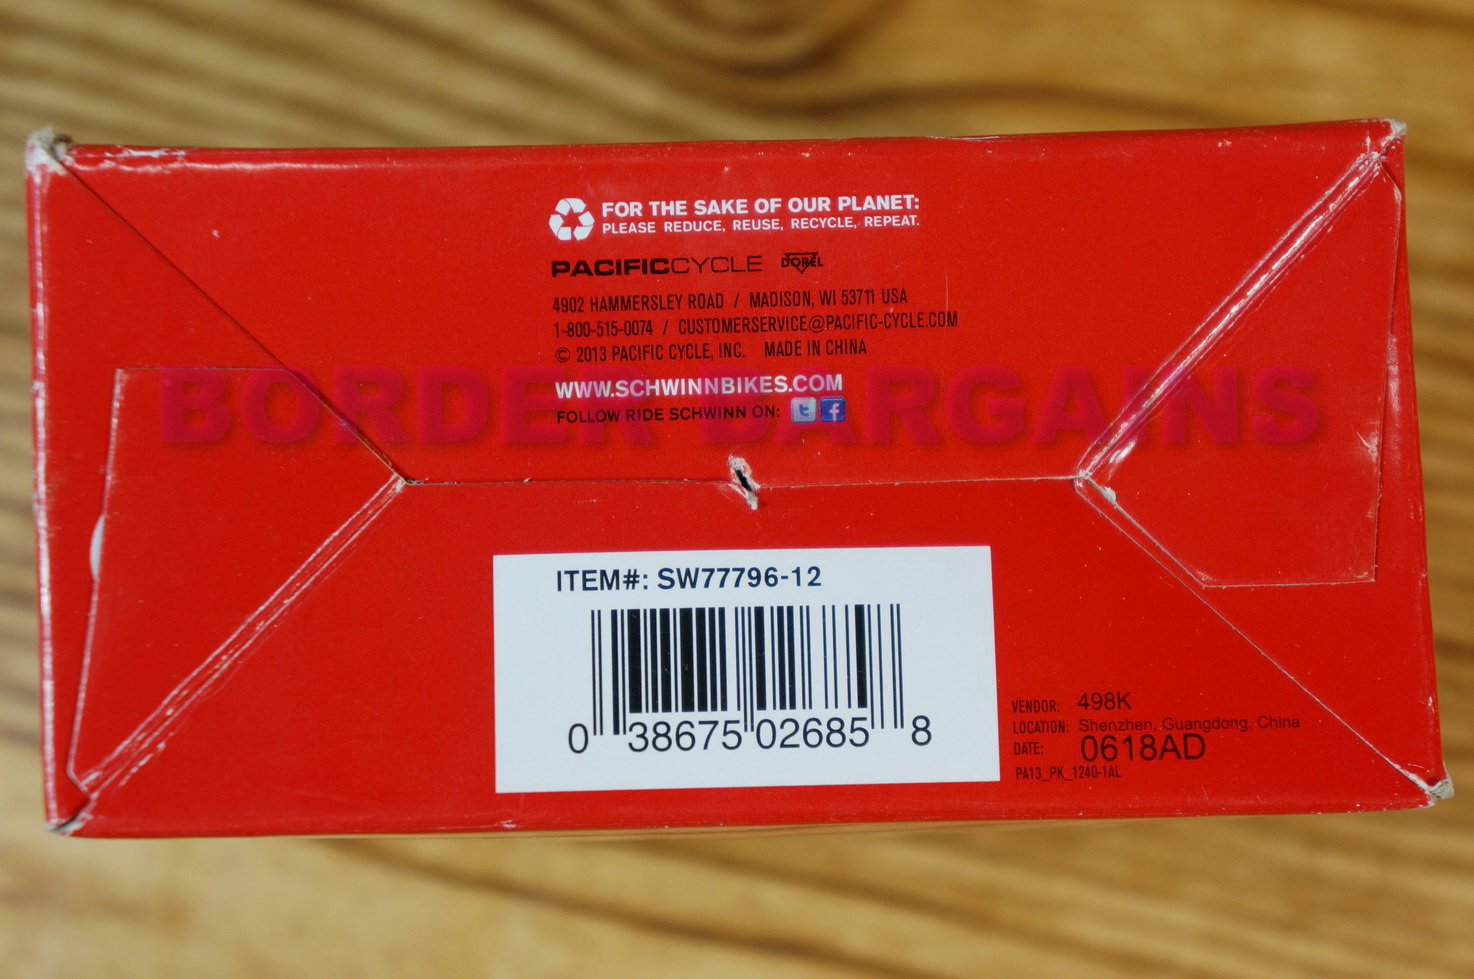 FOR THE SAKE OF OUR PLANET:
PLEASE REDUCE, REUSE, RECYCLE, REPEAT.
PACIFICCYCLE DOREL
4902 HAMMERSLEY ROAD / MADISON, WI 53711 USA
1-800-515-0074 / CUSTOMERSERVICE@PACIFIC-CYCLE.COM
© 2013 PACIFIC CYCLE, INC. MADE IN CHINA
WWW.SCHWINNBIKES.COM
BORDER BARGAINS
FOLLOW RIDE SCHWINN ON: t f
ITEM#: SW77796-12
0 38675 02685 8
VENDOR: 498K
LOCATION: Shenzhen, Guangdong, China
DATE: 0618AD
PA13_PK_1240-1AL